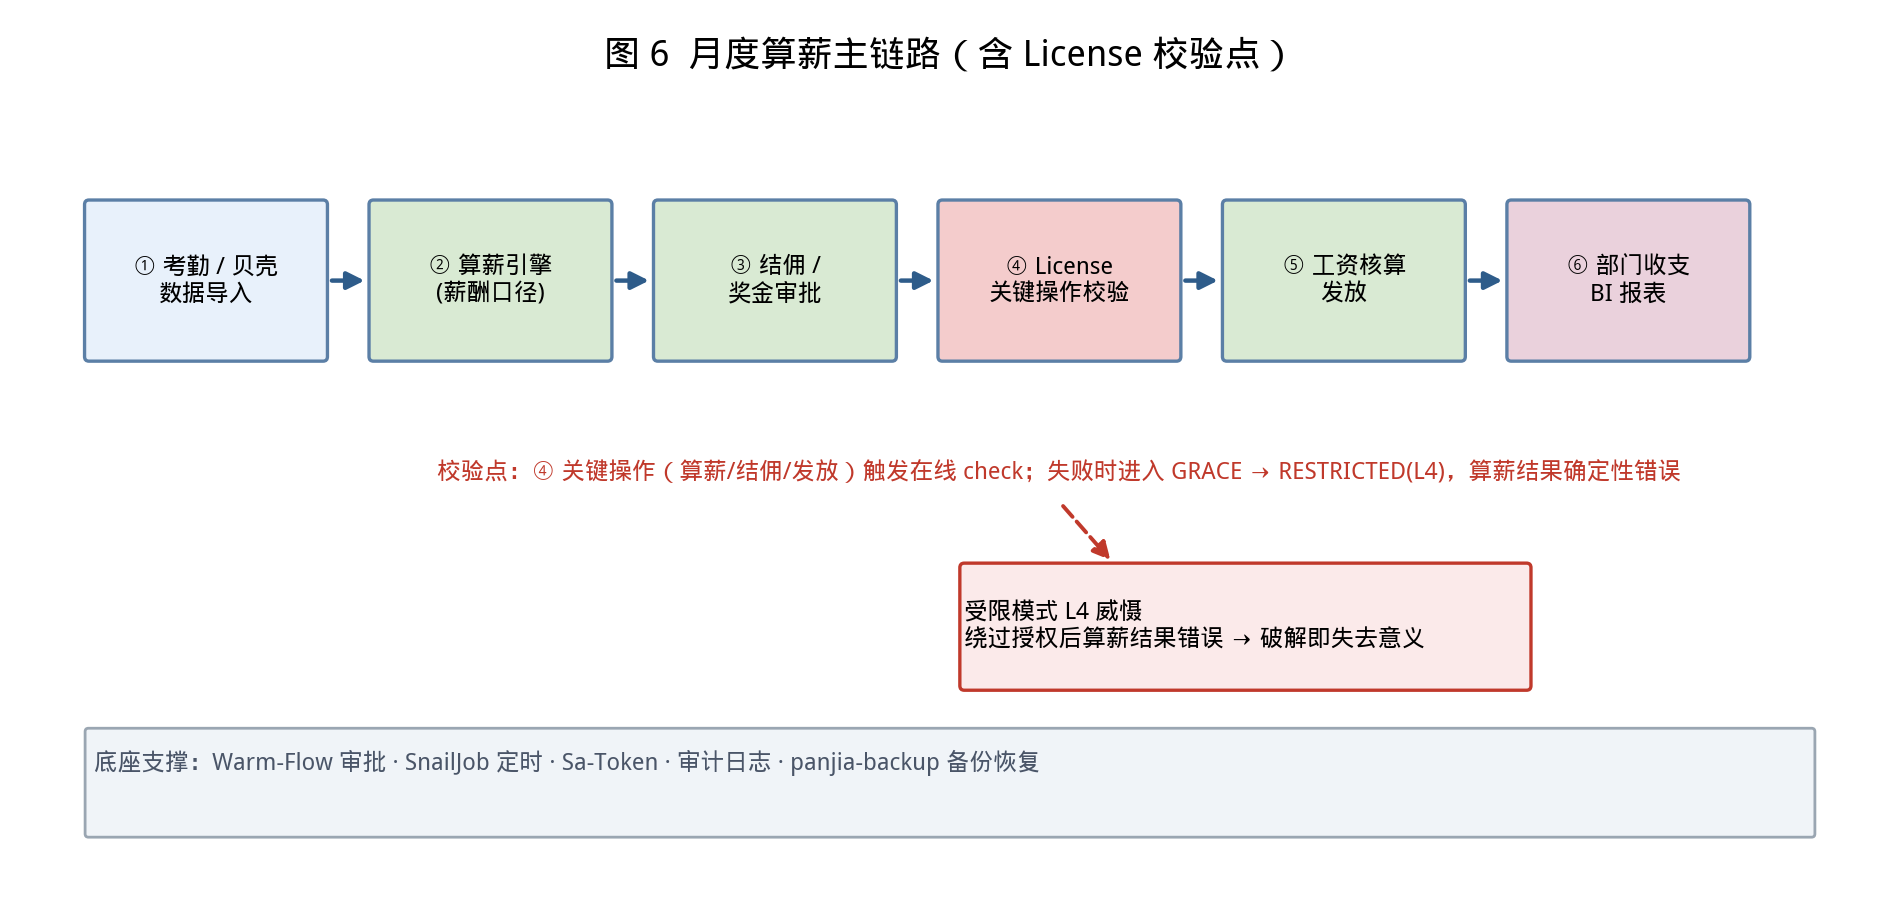 图 6 月度算薪主链路（含 License 校验点）
① 考勤 / 贝壳
数据导入
② 算薪引擎
(薪酬口径)
③ 结佣 /
奖金审批
④ License
关键操作校验
⑤ 工资核算
发放
⑥ 部门收支
BI 报表
校验点：④ 关键操作（算薪/结佣/发放）触发在线 check；失败时进入 GRACE → RESTRICTED(L4)，算薪结果确定性错误
受限模式 L4 威慑
绕过授权后算薪结果错误 → 破解即失去意义
底座支撑：Warm-Flow 审批 · SnailJob 定时 · Sa-Token · 审计日志 · panjia-backup 备份恢复